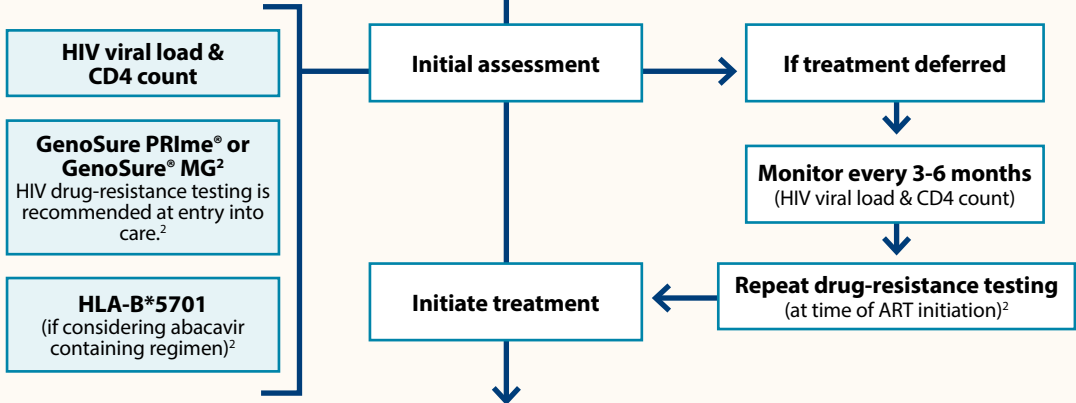 HIV viral load &
CD4 count
GenoSure PRIme® or
GenoSure® MG²
HIV drug-resistance testing is
recommended at entry into
care.²
HLA-B*5701
(if considering abacavir
containing regimen)²
Initial assessment
If treatment deferred
Monitor every 3-6 months
(HIV viral load & CD4 count)
Repeat drug-resistance testing
(at time of ART initiation)²
Initiate treatment